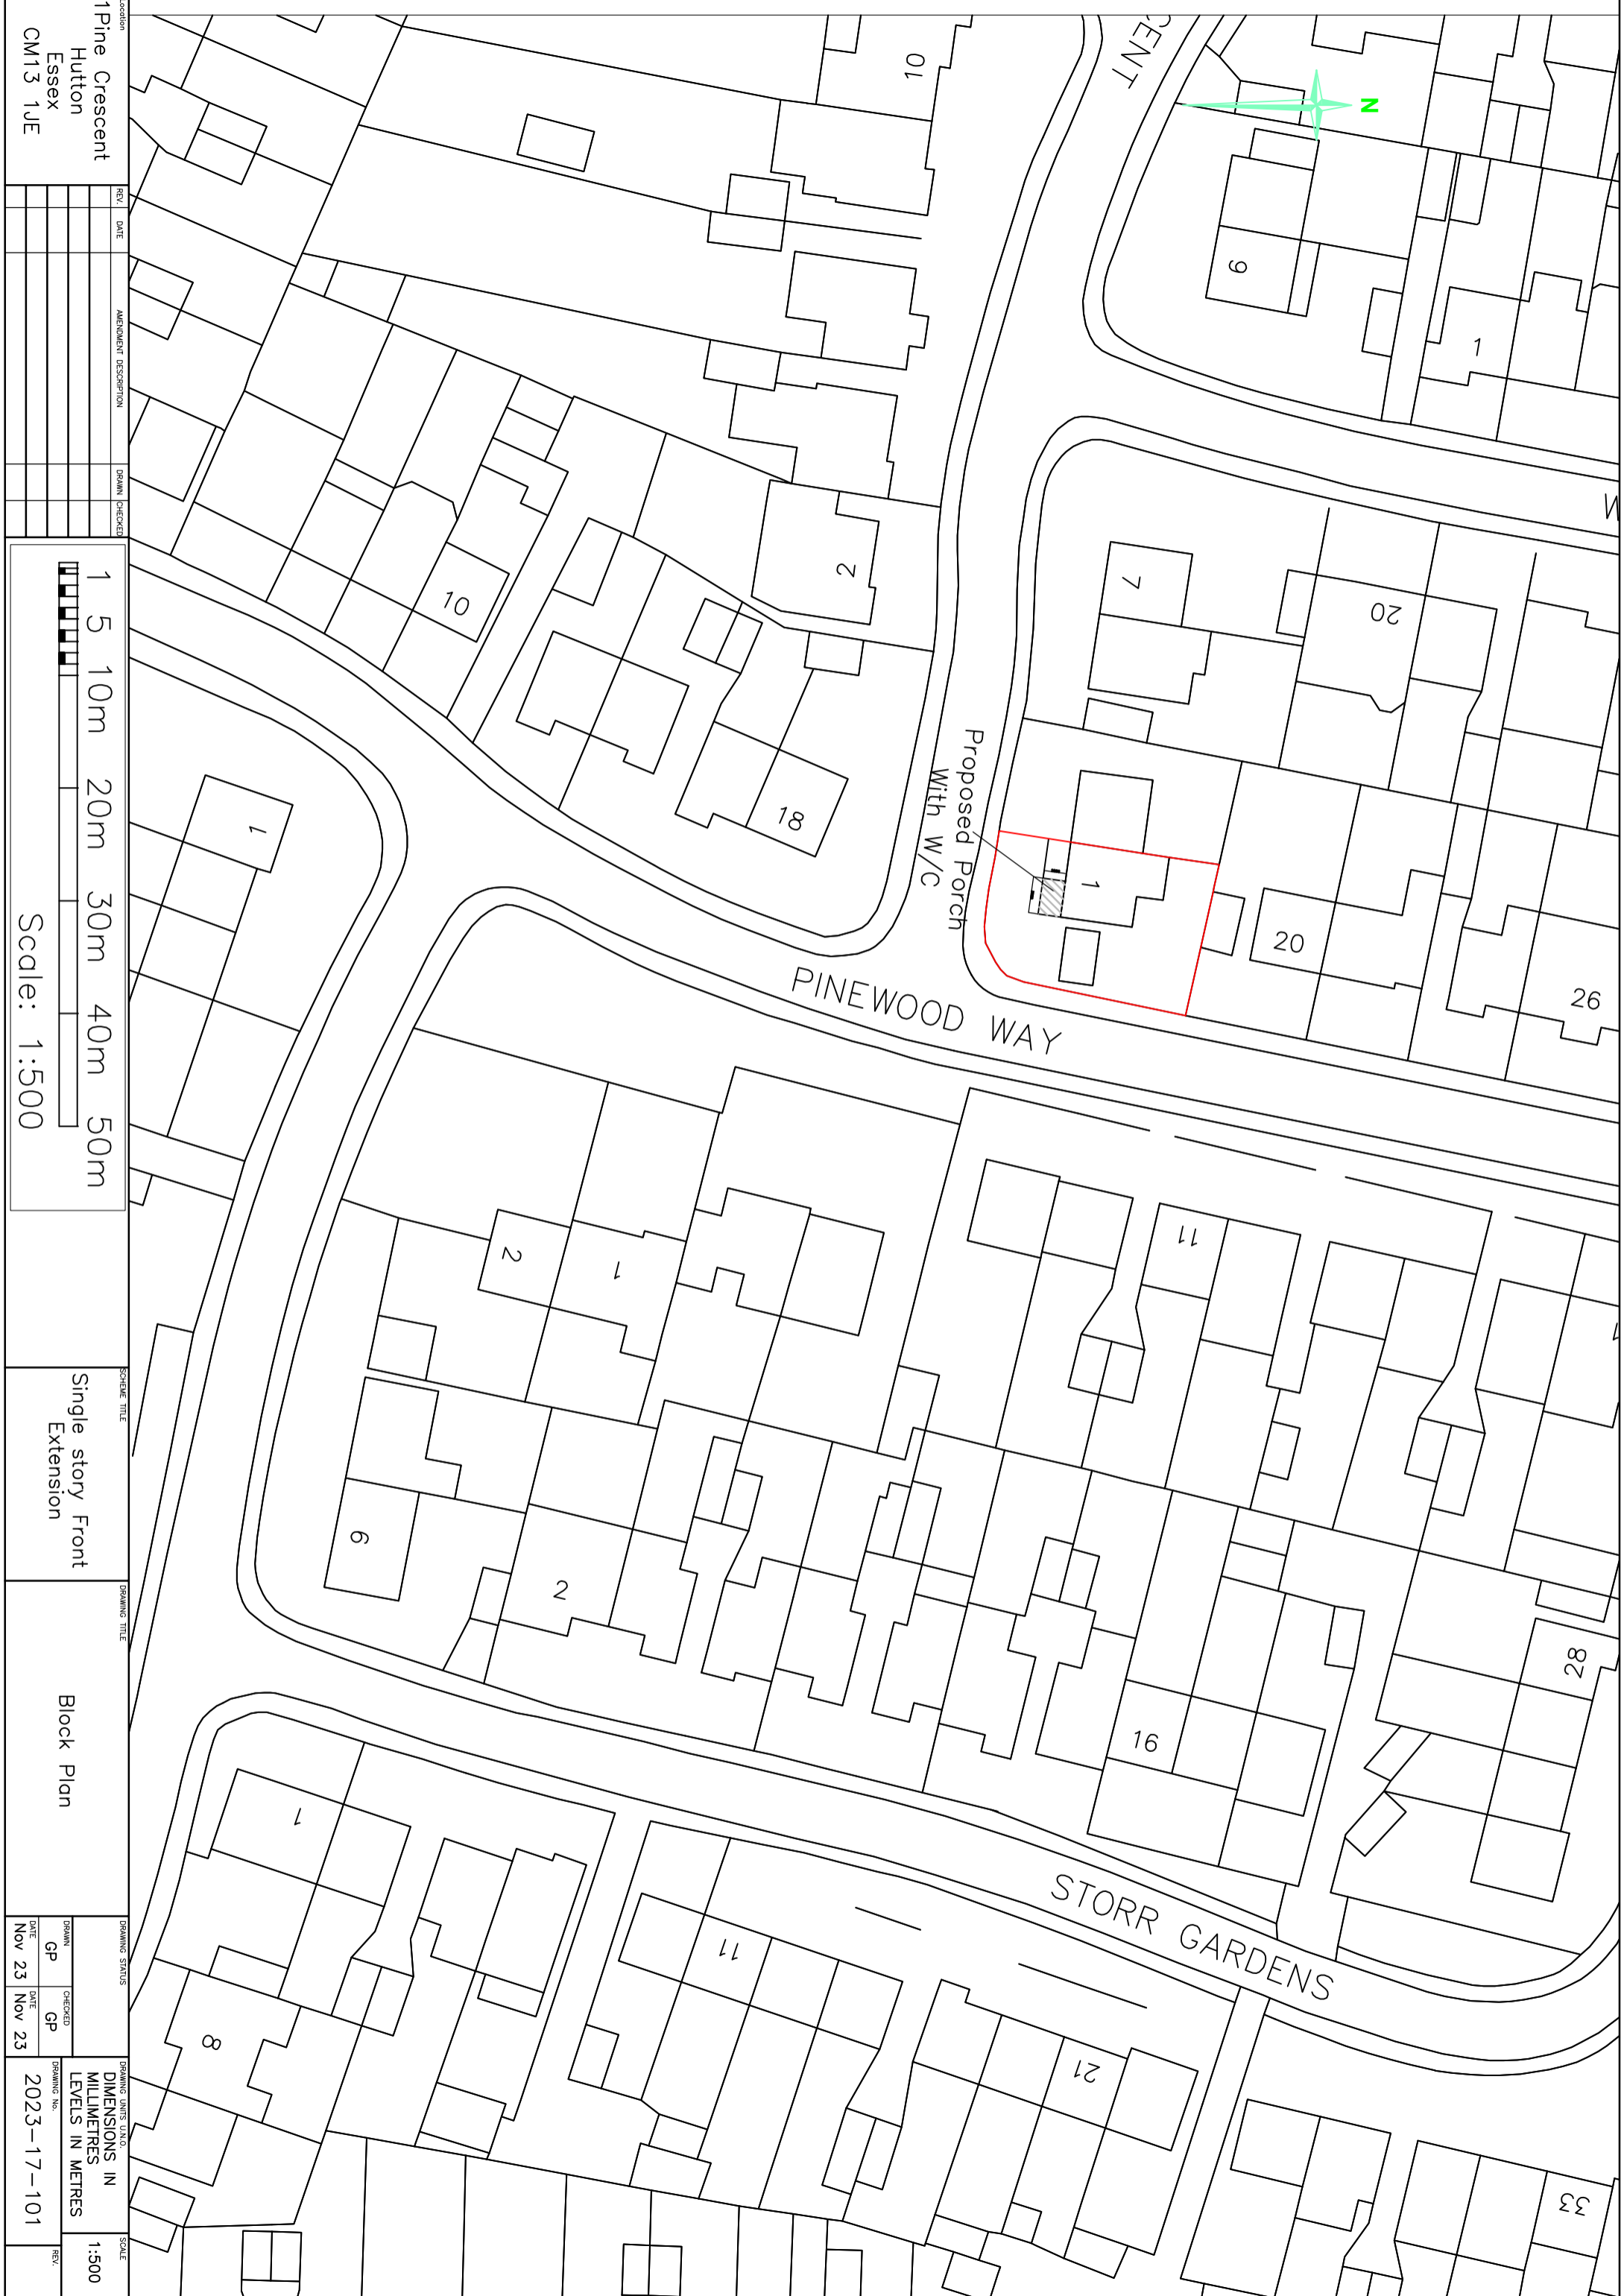 N
CENT
W
10
9
1
7
20
2
10
18
Proposed Porch
With W/C
1
20
26
PINEWOOD WAY
1
2
1
11
1
6
2
16
28
STORR GARDENS
1
11
21
8
33
Location
1Pine Crescent
Hutton
Essex
CM13 1JE
REV.
DATE
AMENDMENT DESCRIPTION
DRAWN
CHECKED
1 5 10m 20m 30m 40m 50m
Scale: 1:500
SCHEME TITLE
Single story Front
Extension
DRAWING TITLE
Block Plan
DRAWING STATUS
DRAWN
GP
CHECKED
GP
DATE
Nov 23
DATE
Nov 23
DRAWING UNITS U.N.O.
DIMENSIONS IN
MILLIMETRES
LEVELS IN METRES
SCALE
1:500
DRAWING No.
2023-17-101
REV.